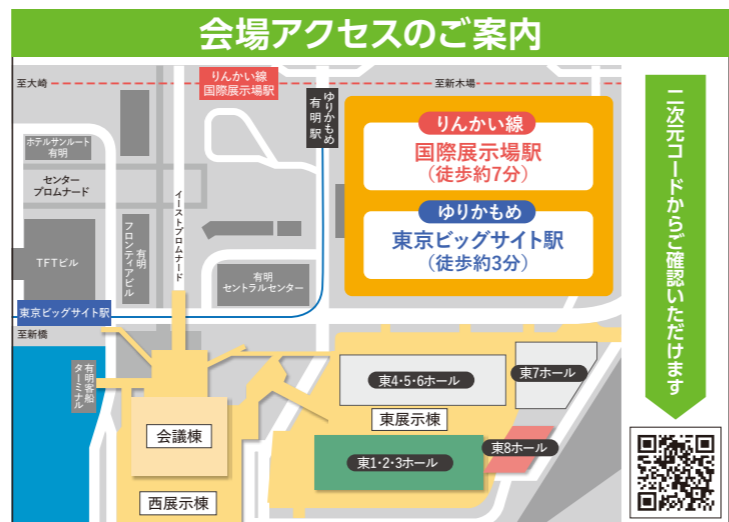 会場アクセスのご案内
至大崎
りんかい線
国際展示場駅
至新木場
ゆりかもめ
有明駅
りんかい線
国際展示場駅
(徒歩約7分)
ゆりかもめ
東京ビッグサイト駅
(徒歩約3分)
二次元コードからご確認いただけます
ホテルサンルート
有明
センター
プロムナード
イーストプロムナード
TFTビル
有明
フロンティアビル
有明
セントラルセンター
東京ビッグサイト駅
至新橋
有明客船
ターミナル
東4・5・6ホール
東7ホール
東展示棟
会議棟
東1・2・3ホール
東8ホール
西展示棟